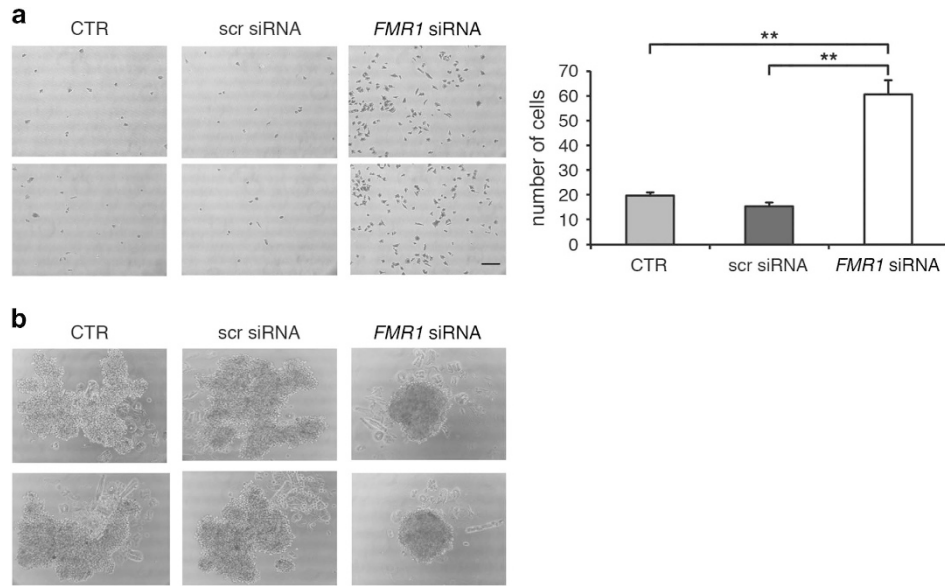 a
CTR
scr siRNA
FMR1 siRNA
**
**
number of cells
70
60
50
40
30
20
10
0
CTR
scr siRNA
FMR1 siRNA
b
CTR
scr siRNA
FMR1 siRNA